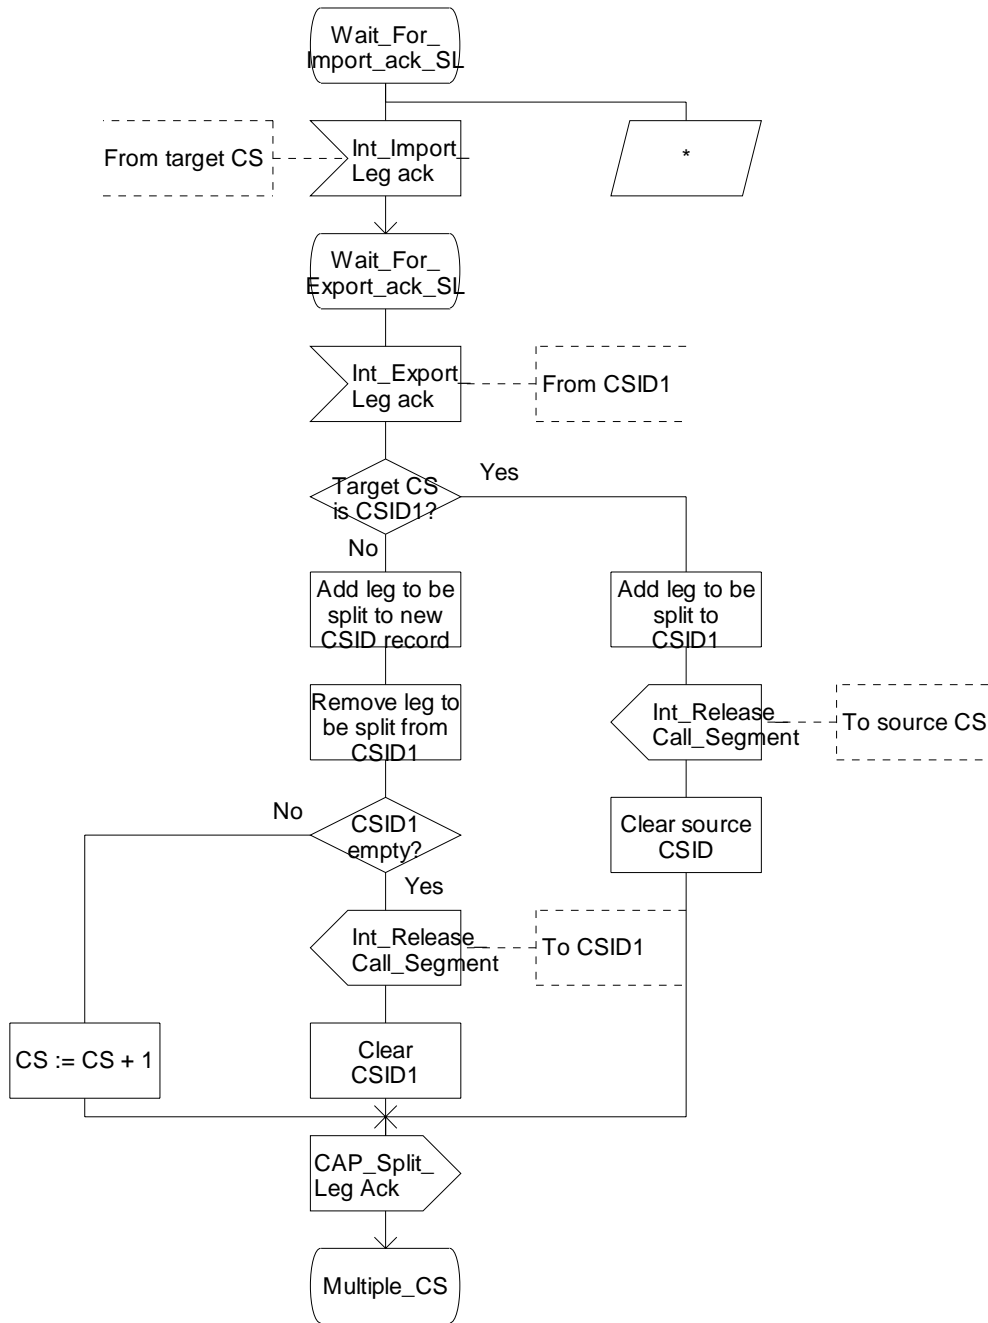 Wait_For_
Import_ack_SL
From target CS
Int_Import_
Leg ack
*
Wait_For_
Export_ack_SL
Int_Export_
Leg ack
From CSID1
Target CS
is CSID1?
Yes
No
Add leg to be
split to new
CSID record
Add leg to be
split to
CSID1
Remove leg to
be split from
CSID1
Int_Release_
Call_Segment
To source CS
No
CSID1
empty?
Clear source
CSID
Yes
Int_Release_
Call_Segment
To CSID1
CS := CS + 1
Clear
CSID1
CAP_Split_
Leg Ack
Multiple_CS